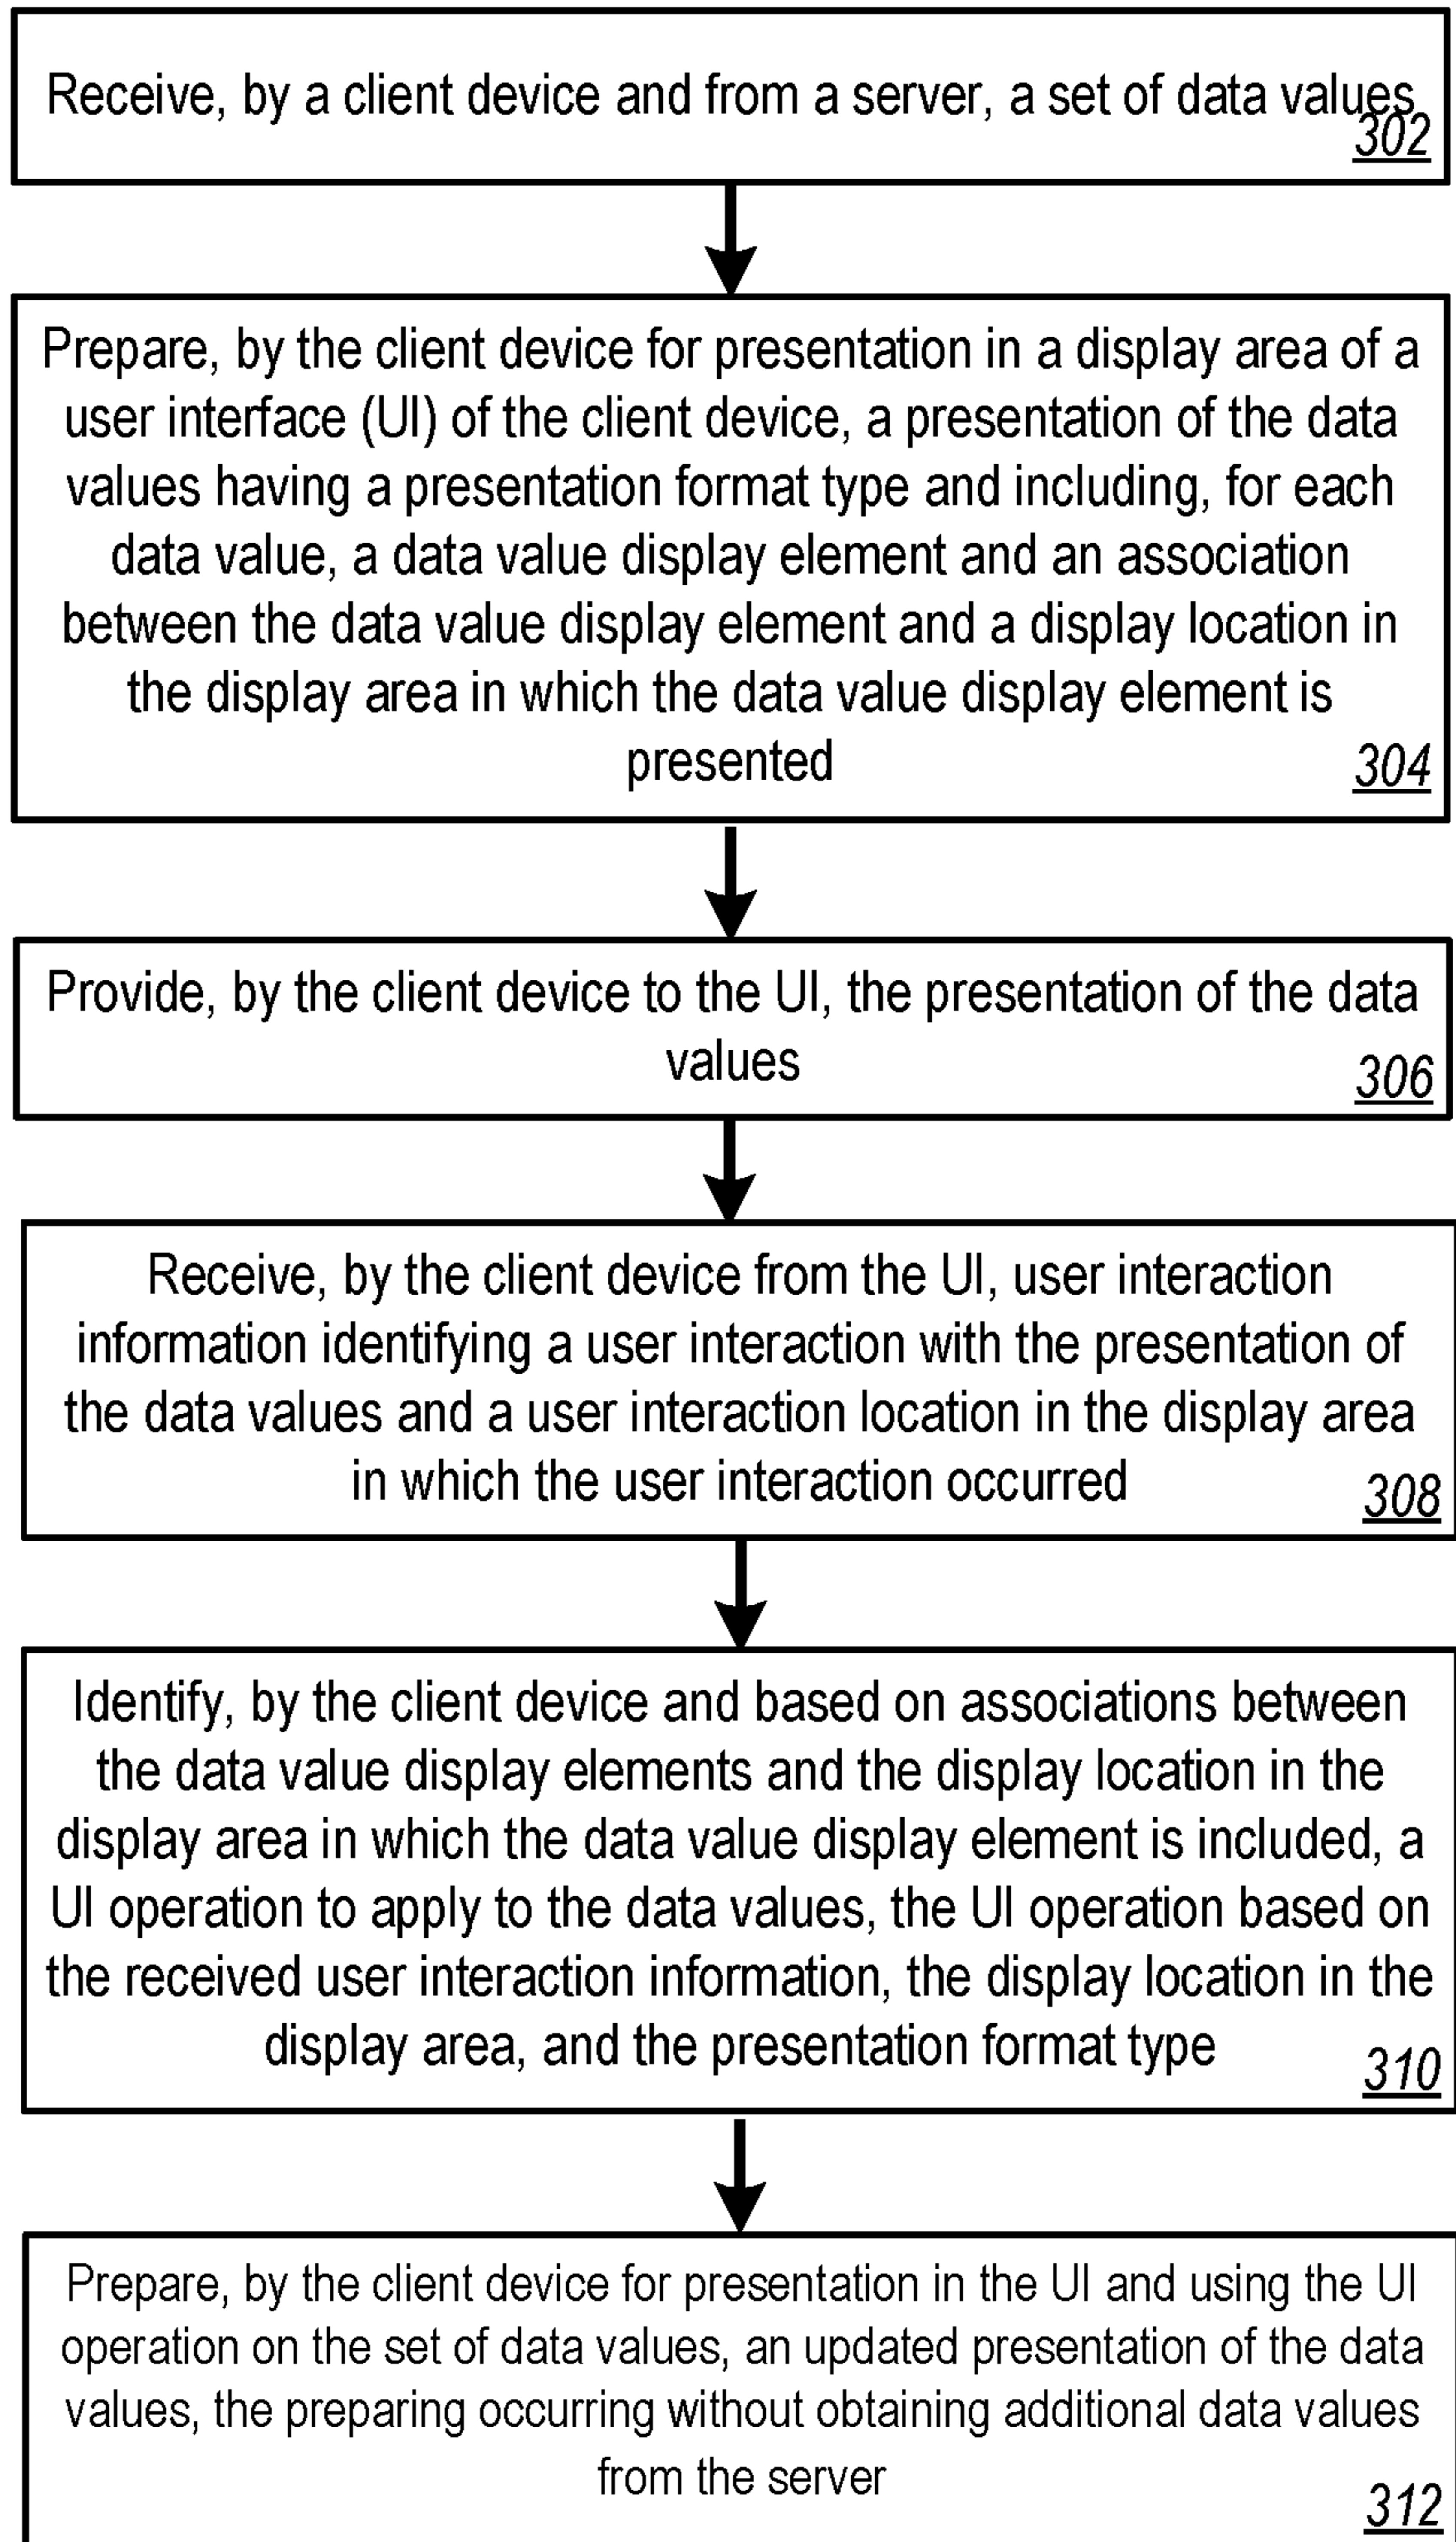 Receive, by a client device and from a server, a set of data values
302
Prepare, by the client device for presentation in a display area of a
user interface (UI) of the client device, a presentation of the data
values having a presentation format type and including, for each
data value, a data value display element and an association
between the data value display element and a display location in
the display area in which the data value display element is
presented
304
Provide, by the client device to the UI, the presentation of the data
values
306
Receive, by the client device from the UI, user interaction
information identifying a user interaction with the presentation of
the data values and a user interaction location in the display area
in which the user interaction occurred
308
Identify, by the client device and based on associations between
the data value display elements and the display location in the
display area in which the data value display element is included, a
UI operation to apply to the data values, the UI operation based on
the received user interaction information, the display location in the
display area, and the presentation format type
310
Prepare, by the client device for presentation in the UI and using the UI
operation on the set of data values, an updated presentation of the data
values, the preparing occurring without obtaining additional data values
from the server
312